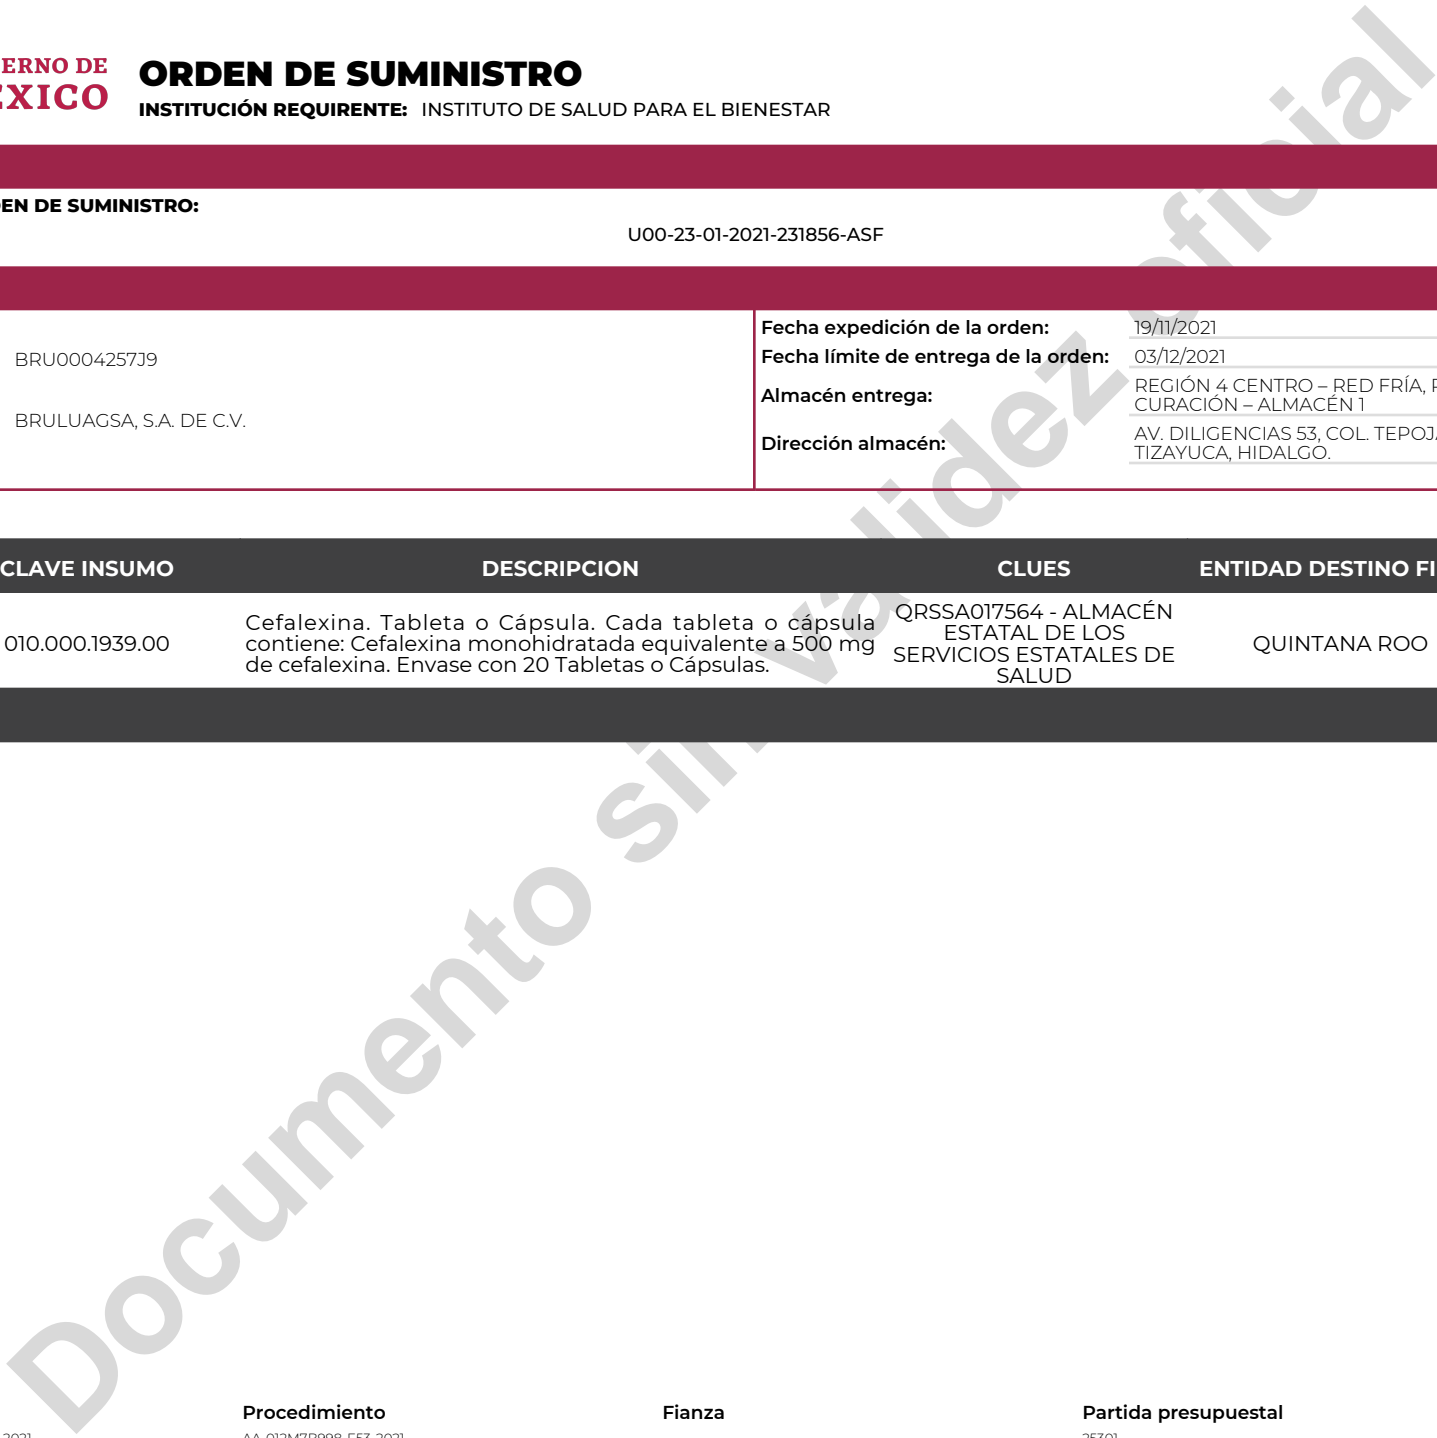 ERNO DE
EXICO
ORDEN DE SUMINISTRO
INSTITUCIÓN REQUIRENTE: INSTITUTO DE SALUD PARA EL BIENESTAR
EN DE SUMINISTRO:
U00-23-01-2021-231856-ASF
BRU0004257J9
BRULUAGSA, S.A. DE C.V.
Fecha expedición de la orden: 19/11/2021
Fecha límite de entrega de la orden: 03/12/2021
Almacén entrega: REGIÓN 4 CENTRO – RED FRÍA,
CURACIÓN – ALMACÉN 1
Dirección almacén: AV. DILIGENCIAS 53, COL. TEPOJA
TIZAYUCA, HIDALGO.
CLAVE INSUMO DESCRIPCION CLUES ENTIDAD DESTINO FI
010.000.1939.00
Cefalexina. Tableta o Cápsula. Cada tableta o cápsula
contiene: Cefalexina monohidratada equivalente a 500 mg
de cefalexina. Envase con 20 Tabletas o Cápsulas.
QRSSA017564 - ALMACÉN
ESTATAL DE LOS
SERVICIOS ESTATALES DE
SALUD
QUINTANA ROO
Documento sin validez oficial
Procedimiento Fianza Partida presupuestal